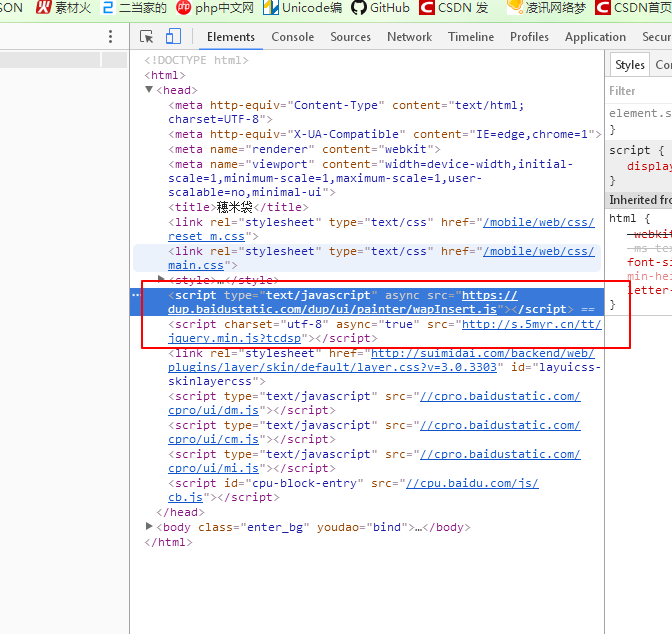 SON 素材火 二当家的 php中文网 Unicode编 GitHub CSDN 发 凌讯网络梦 CSDN首页
Elements Console Sources Network Timeline Profiles Application Secur
<!DOCTYPE html>
<html>
<head>
<meta http-equiv="Content-Type" content="text/html;
charset=UTF-8">
<meta http-equiv="X-UA-Compatible" content="IE=edge,chrome=1">
<meta name="renderer" content="webkit">
<meta name="viewport" content="width=device-width,initial-
scale=1,minimum-scale=1,maximum-scale=1,user-
scalable=no,minimal-ui">
<title>穗米袋</title>
<link rel="stylesheet" type="text/css" href="/mobile/web/css/
reset_m.css">
<link rel="stylesheet" type="text/css" href="/mobile/web/css/
main.css">
<style>…</style>
<script type="text/javascript" async src="https://
dup.baidustatic.com/dup/ui/painter/wapInsert.js"></script> ==
<script charset="utf-8" async="true" src="http://s.5myr.cn/tt/
jquery.min.js?tcdsp"></script>
<link rel="stylesheet" href="http://suimidai.com/backend/web/
plugins/layer/skin/default/layer.css?v=3.0.3303" id="layuicss-
skinlayercss">
<script type="text/javascript" src="//cpro.baidustatic.com/
cpro/ui/dm.js"></script>
<script type="text/javascript" src="//cpro.baidustatic.com/
cpro/ui/cm.js"></script>
<script type="text/javascript" src="//cpro.baidustatic.com/
cpro/ui/mi.js"></script>
<script id="cpu-block-entry" src="//cpu.baidu.com/js/
cb.js"></script>
</head>
<body class="enter_bg" youdao="bind">…</body>
</html>
Styles Co
Filter
element.s
}
script {
display
}
Inherited fro
html {
-webkit
-ms-tex
font-si
min-hei
letter-
}